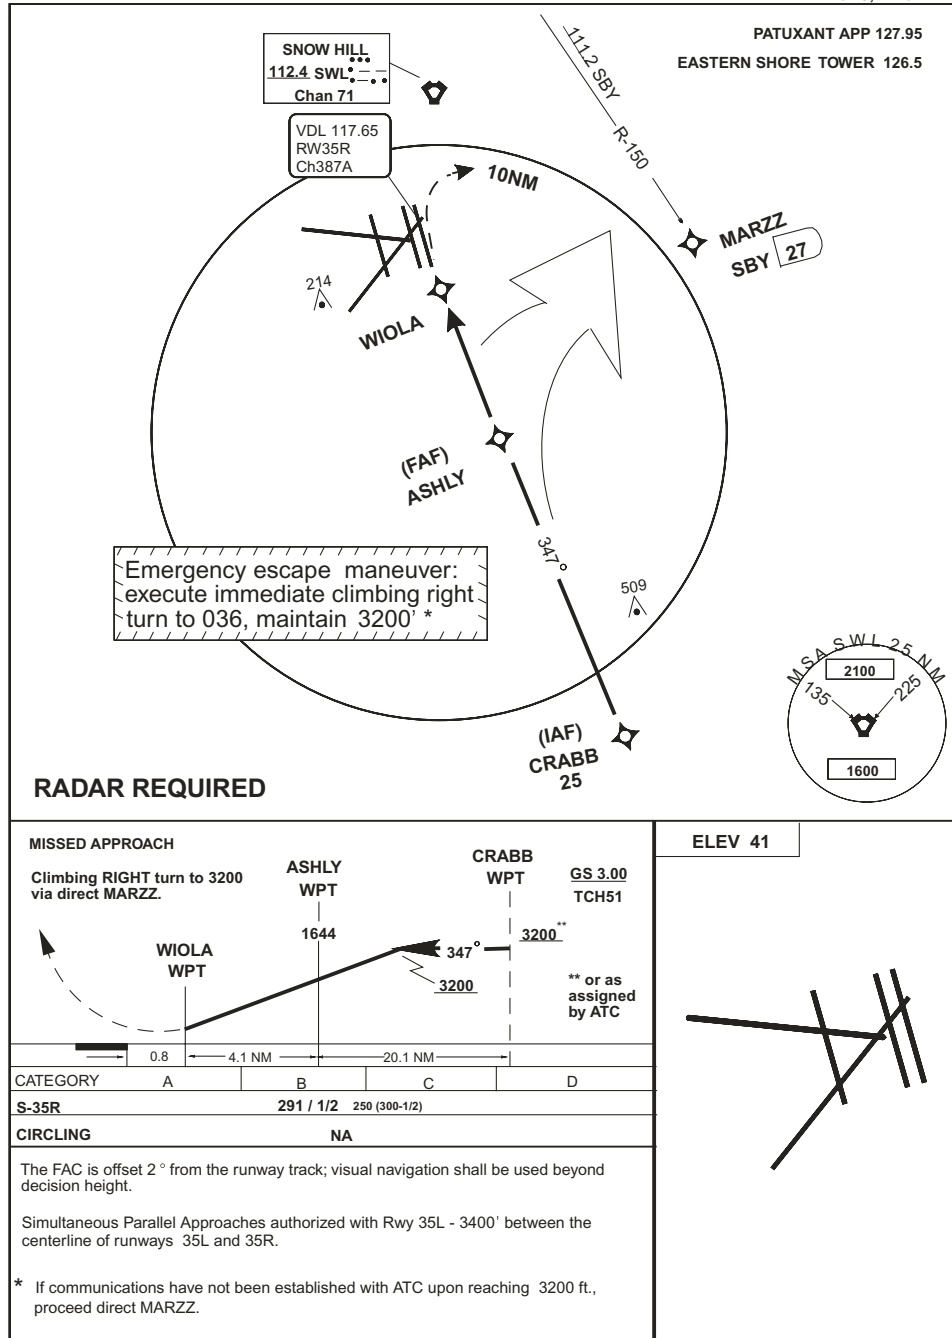 PATUXANT APP 127.95
EASTERN SHORE TOWER 126.5
SNOW HILL
112.4 SWL
Chan 71
VDL 117.65
RW35R
Ch387A
111.2 SBY
R-150
10NM
MARZZ
SBY 27
214
WIOLA
(FAF)
ASHLY
347°
Emergency escape maneuver:
execute immediate climbing right
turn to 036, maintain 3200' *
509
MSA SWL 25 NM
2100
135
225
1600
(IAF)
CRABB
25
RADAR REQUIRED
MISSED APPROACH
Climbing RIGHT turn to 3200
via direct MARZZ.
ASHLY
WPT
1644
CRABB
WPT
GS 3.00
TCH51
WIOLA
WPT
347°
3200**
3200
** or as
assigned
by ATC
0.8
4.1 NM
20.1 NM
CATEGORY A B C D
S-35R 291 / 1/2 250 (300-1/2)
CIRCLING NA
The FAC is offset 2 ° from the runway track; visual navigation shall be used beyond
decision height.
Simultaneous Parallel Approaches authorized with Rwy 35L - 3400' between the
centerline of runways 35L and 35R.
* If communications have not been established with ATC upon reaching 3200 ft.,
proceed direct MARZZ.
ELEV 41